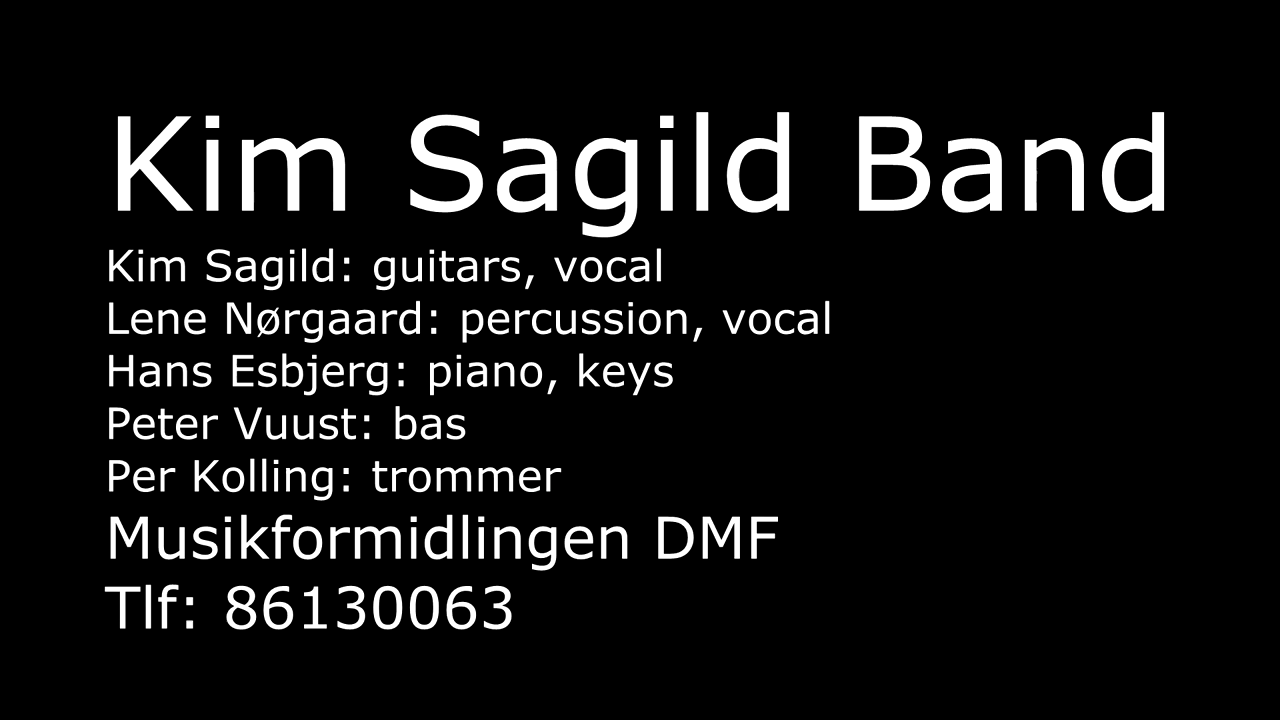 Kim Sagild Band
Kim Sagild: guitars, vocal
Lene Nørgaard: percussion, vocal
Hans Esbjerg: piano, keys
Peter Vuust: bas
Per Kolling: trommer
Musikformidlingen DMF
Tlf: 86130063